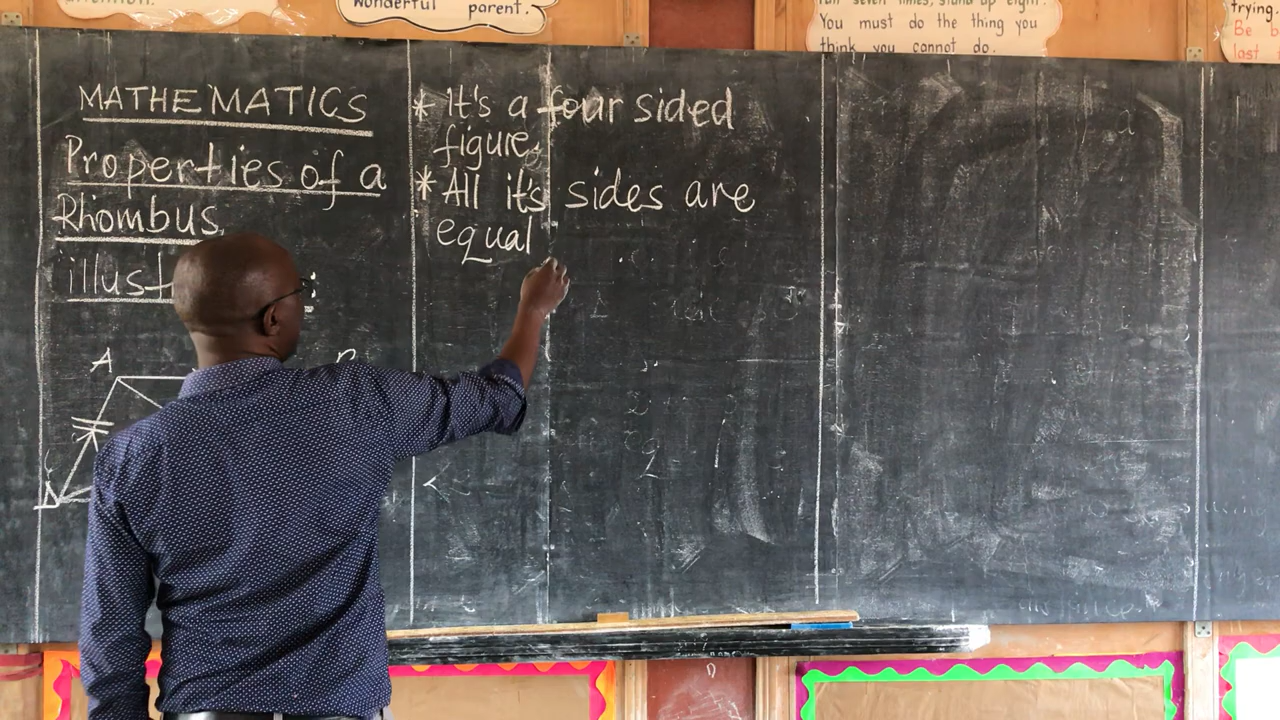 wonderful parent.
You must do the thing you
think you cannot do.
trying.
Be
last
MATHEMATICS
Properties of a
Rhombus,
illust
A
* It's a four sided
figure.
* All it's sides are
equal